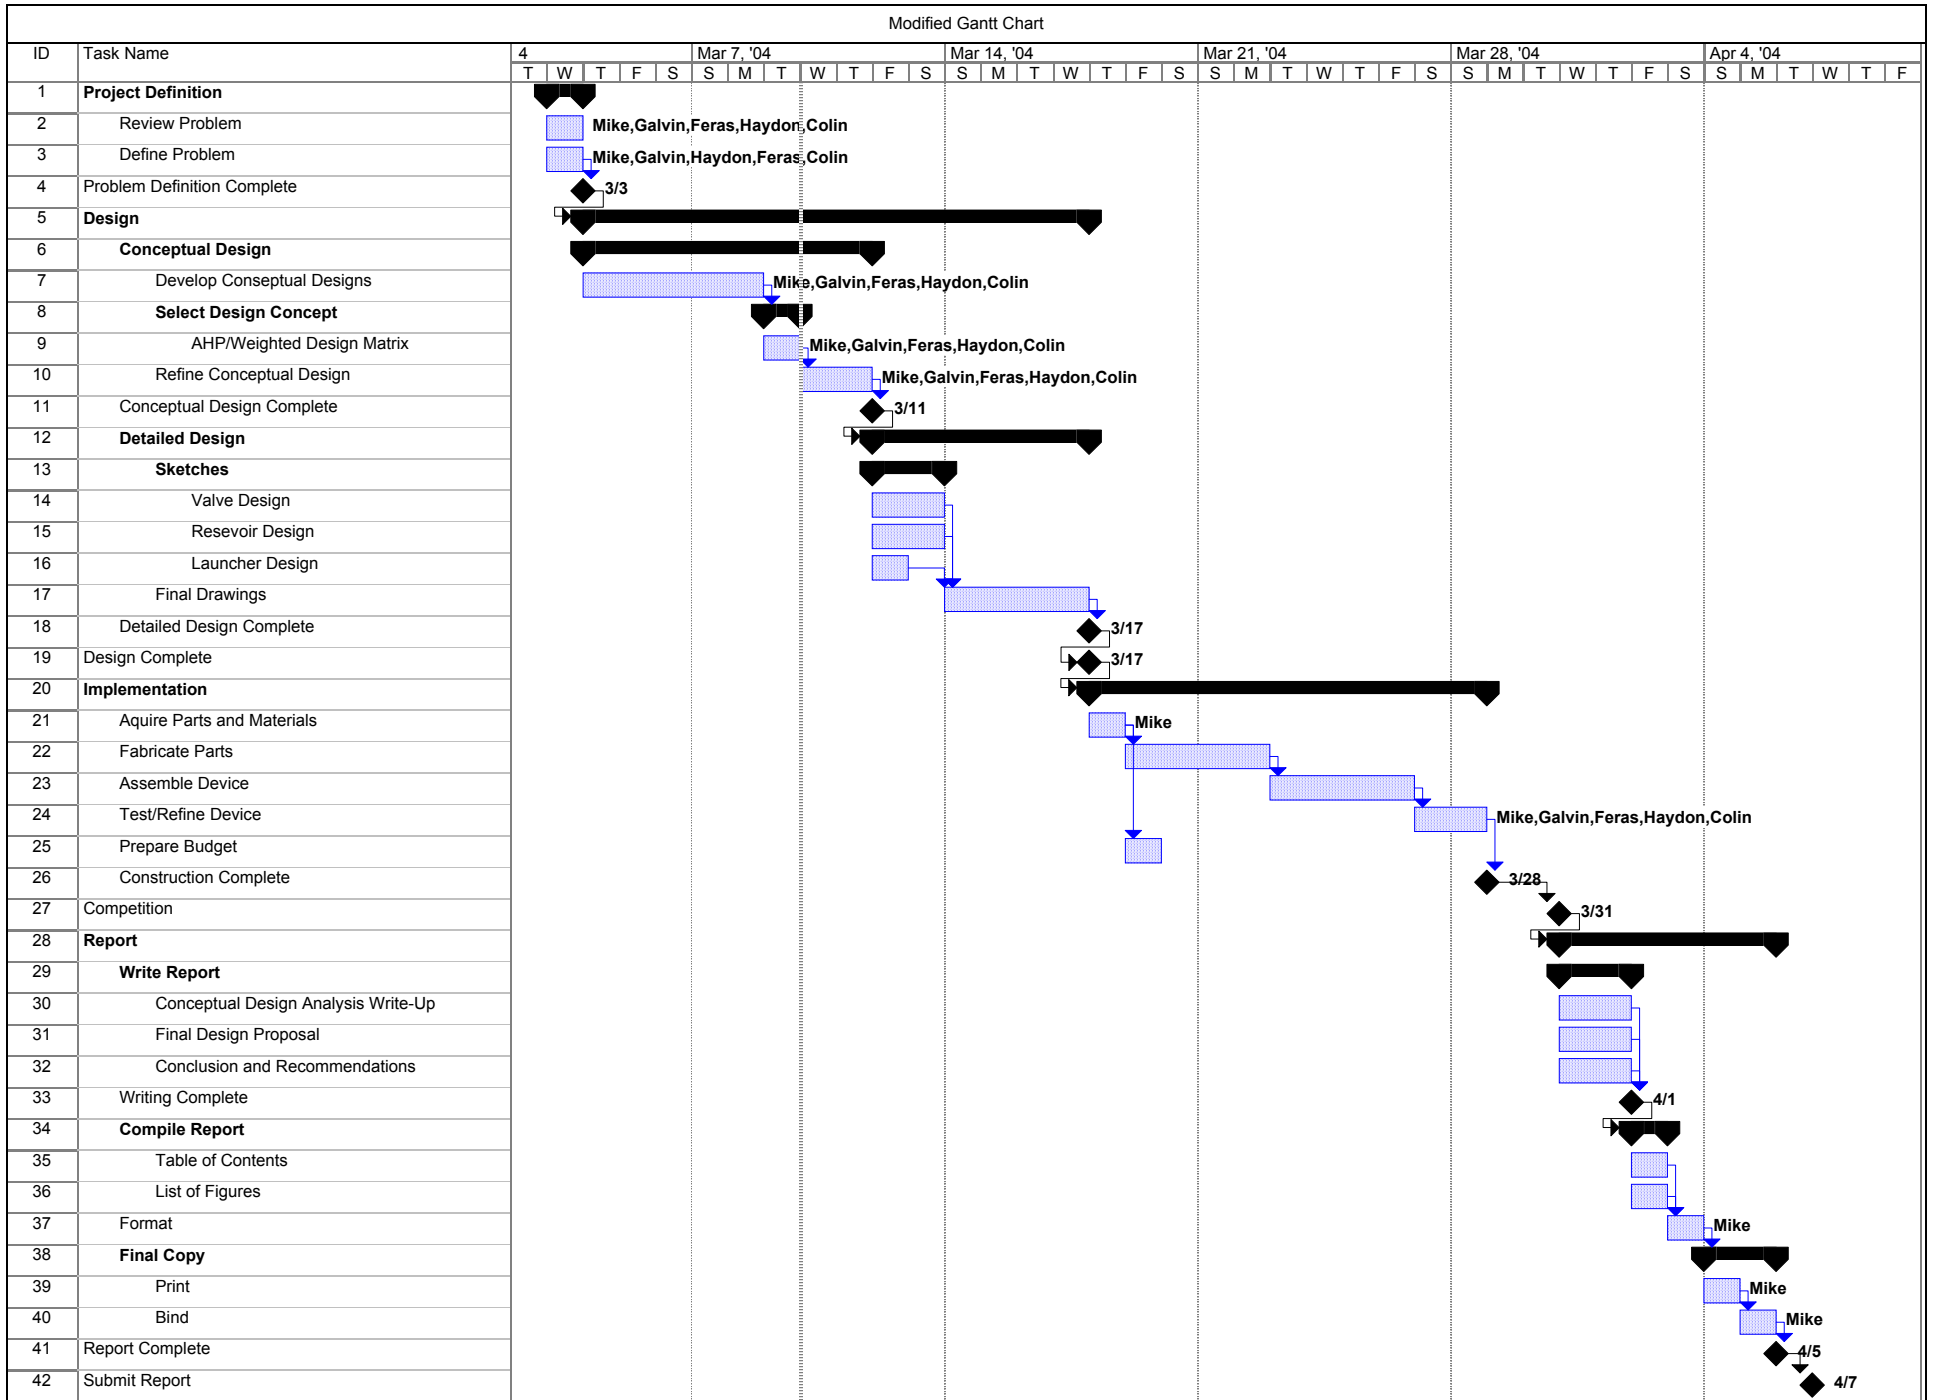 Modified Gantt Chart
ID Task Name 4 Mar 7, '04 Mar 14, '04 Mar 21, '04 Mar 28, '04 Apr 4, '04
T W T F S S M T W T F S S M T W T F S S M T W T F S S M T W T F S S M T W T F
1 Project Definition
2 Review Problem Mike,Galvin,Feras,Haydon,Colin
3 Define Problem Mike,Galvin,Haydon,Feras,Colin
4 Problem Definition Complete 3/3
5 Design
6 Conceptual Design
7 Develop Conseptual Designs Mike,Galvin,Feras,Haydon,Colin
8 Select Design Concept
9 AHP/Weighted Design Matrix Mike,Galvin,Feras,Haydon,Colin
10 Refine Conceptual Design Mike,Galvin,Feras,Haydon,Colin
11 Conceptual Design Complete 3/11
12 Detailed Design
13 Sketches
14 Valve Design
15 Resevoir Design
16 Launcher Design
17 Final Drawings
18 Detailed Design Complete 3/17
19 Design Complete 3/17
20 Implementation
21 Aquire Parts and Materials Mike
22 Fabricate Parts
23 Assemble Device
24 Test/Refine Device Mike,Galvin,Feras,Haydon,Colin
25 Prepare Budget
26 Construction Complete 3/28
27 Competition 3/31
28 Report
29 Write Report
30 Conceptual Design Analysis Write-Up
31 Final Design Proposal
32 Conclusion and Recommendations
33 Writing Complete 4/1
34 Compile Report
35 Table of Contents
36 List of Figures
37 Format Mike
38 Final Copy
39 Print Mike
40 Bind Mike
41 Report Complete 4/5
42 Submit Report 4/7